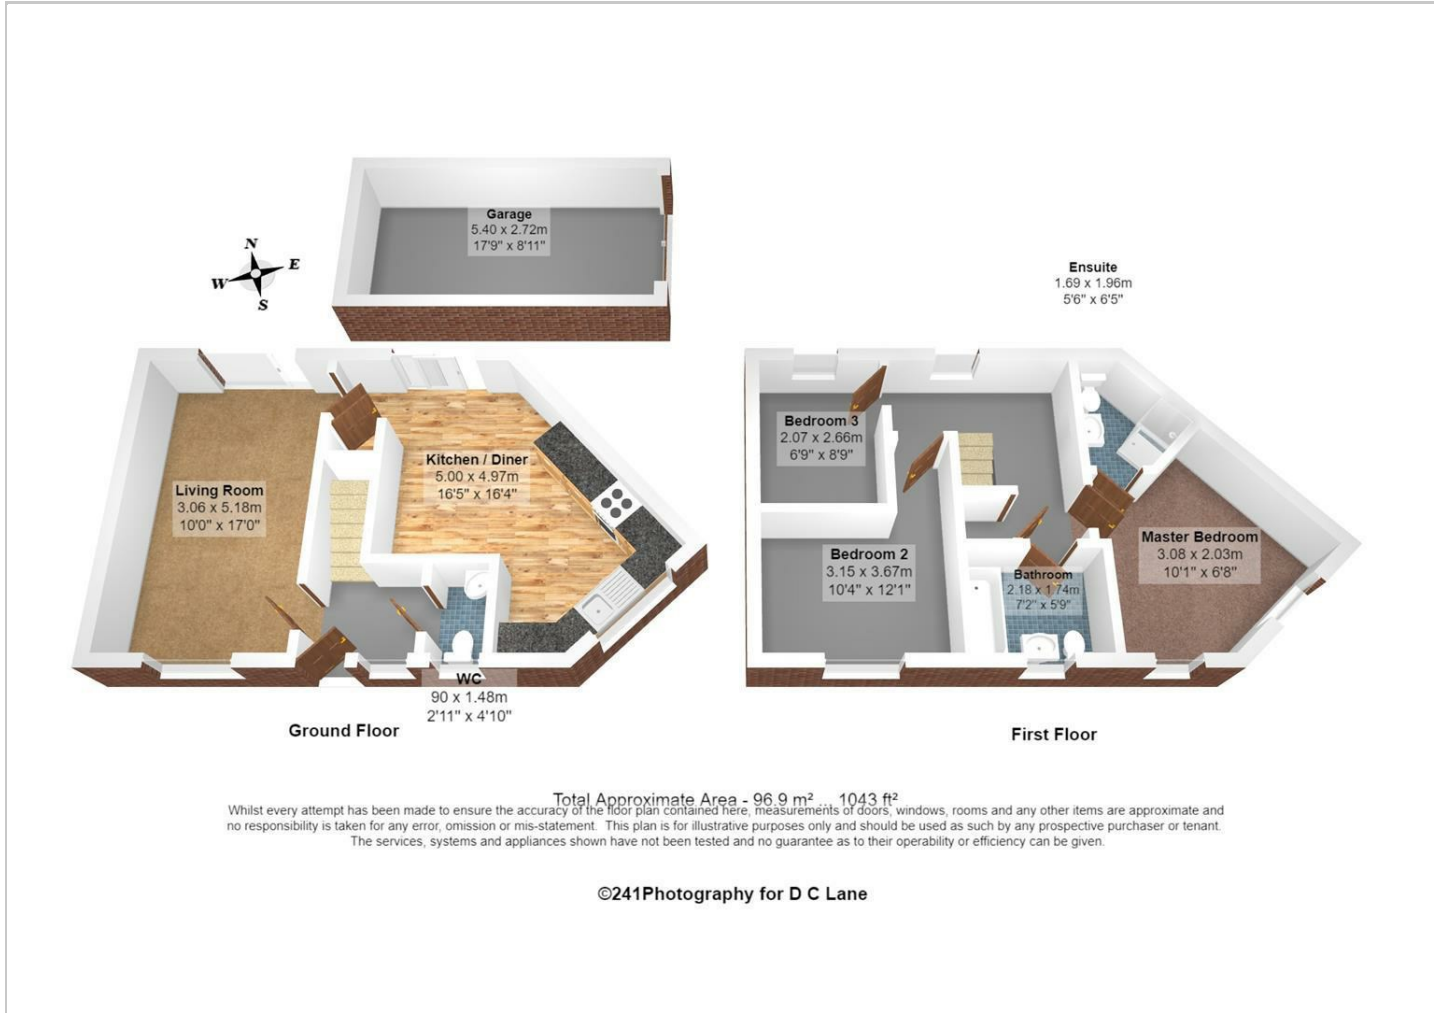 Garage
5.40 x 2.72m
17'9" x 8'11"
N
E
W
S
Ensuite
1.69 x 1.96m
5'6" x 6'5"
Living Room
3.06 x 5.18m
10'0" x 17'0"
Kitchen / Diner
5.00 x 4.97m
16'5" x 16'4"
WC
90 x 1.48m
2'11" x 4'10"
Ground Floor
Bedroom 3
2.07 x 2.66m
6'9" x 8'9"
Bedroom 2
3.15 x 3.67m
10'4" x 12'1"
Bathroom
2.18 x 1.74m
7'2" x 5'9"
Master Bedroom
3.08 x 2.03m
10'1" x 6'8"
First Floor
Total Approximate Area - 96.9 m² ... 1043 ft²
Whilst every attempt has been made to ensure the accuracy of the floor plan contained here, measurements of doors, windows, rooms and any other items are approximate and
no responsibility is taken for any error, omission or mis-statement. This plan is for illustrative purposes only and should be used as such by any prospective purchaser or tenant.
The services, systems and appliances shown have not been tested and no guarantee as to their operability or efficiency can be given.
©241Photography for D C Lane